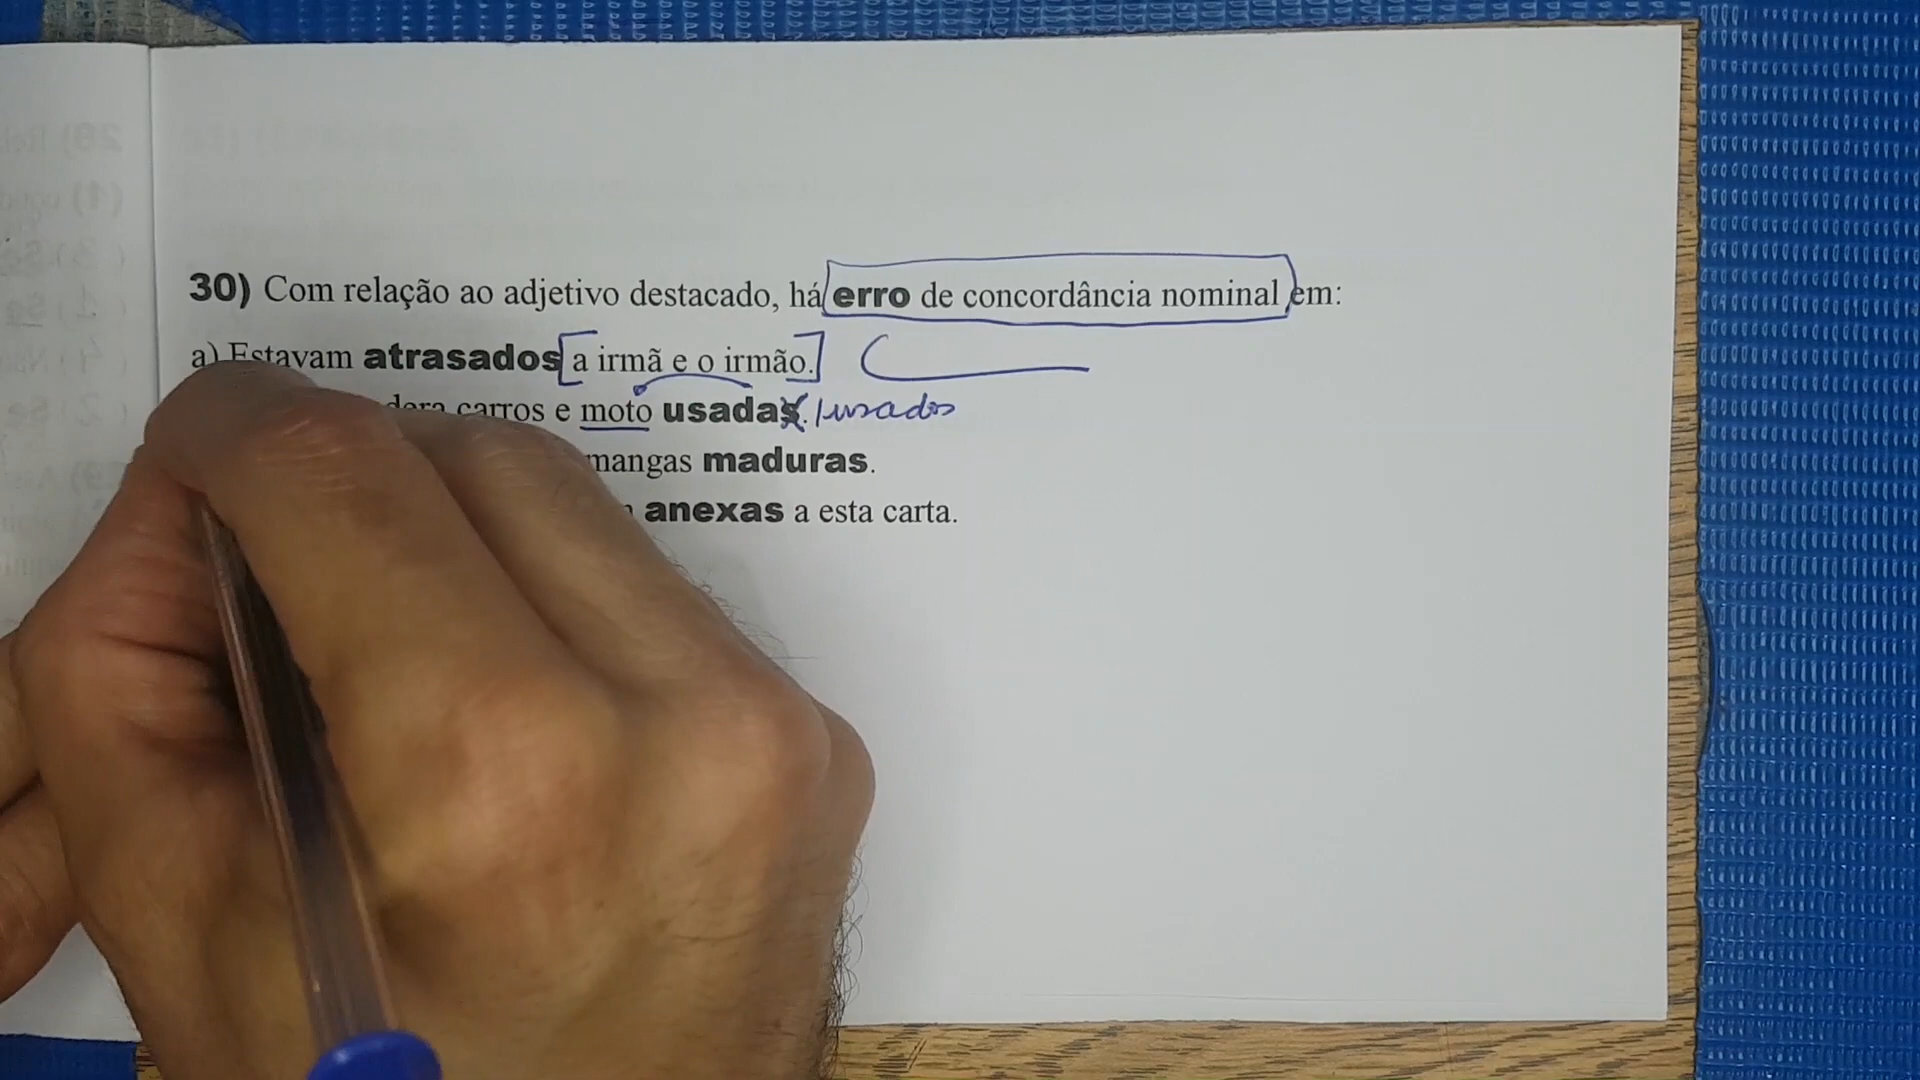 30) Com relação ao adjetivo destacado, há erro de concordância nominal em:
a) Estavam atrasados a irmã e o irmão.
carros e moto usadas. / usados
mangas maduras.
anexas a esta carta.